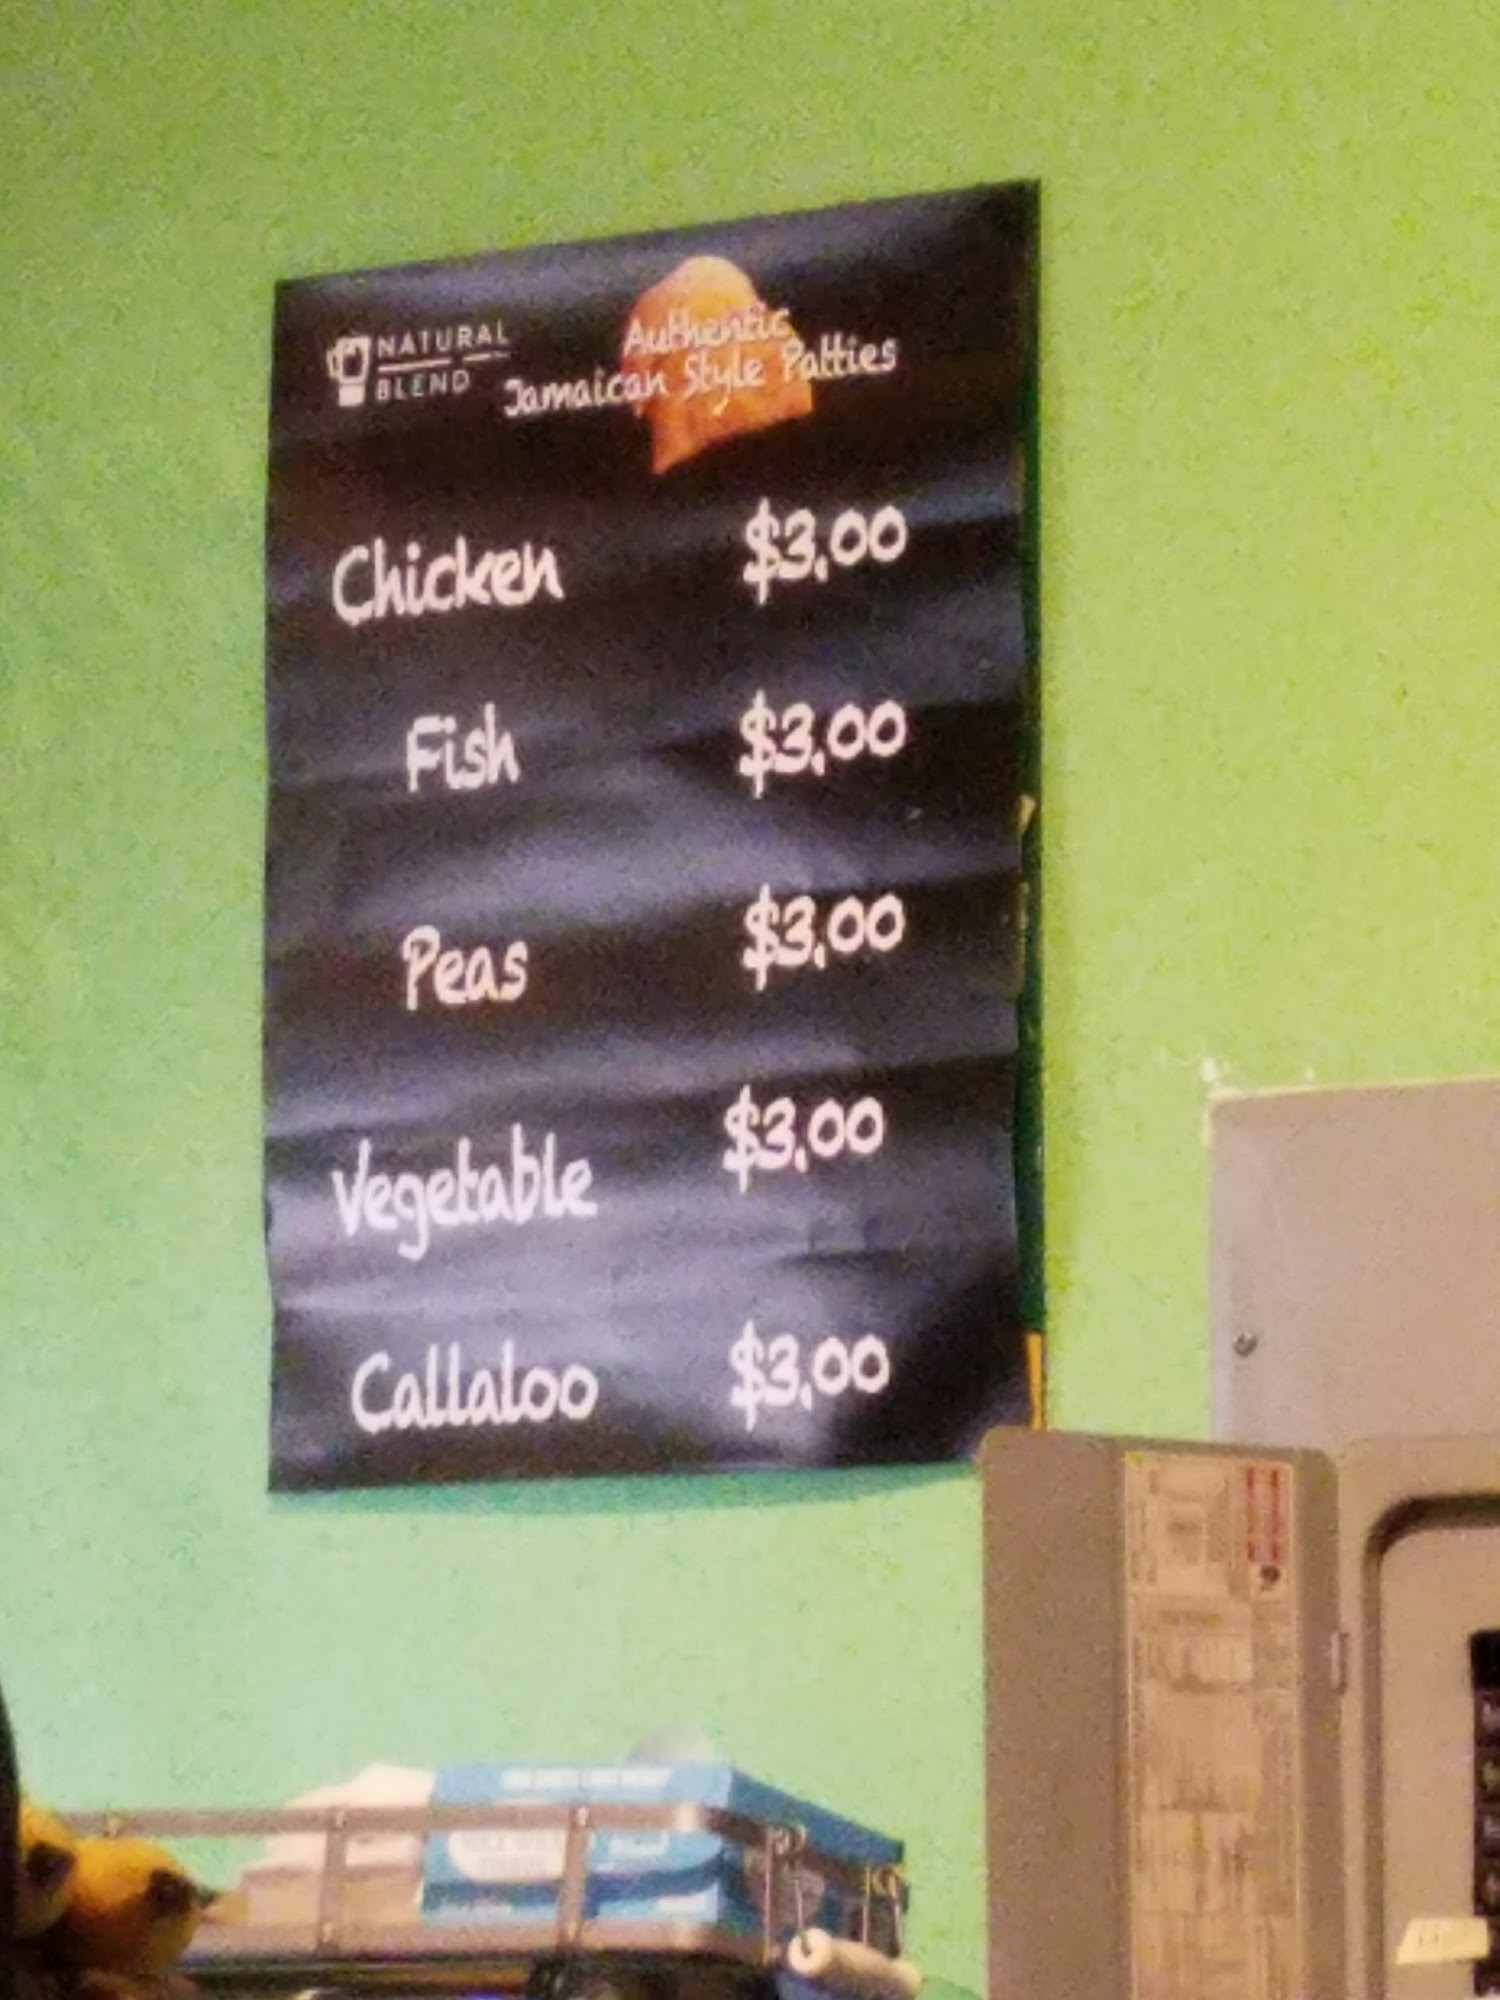 NATURAL
BLEND
Authentic
Jamaican Style Patties
Chicken $3.00
Fish $3.00
Peas $3.00
Vegetable $3.00
Callaloo $3.00